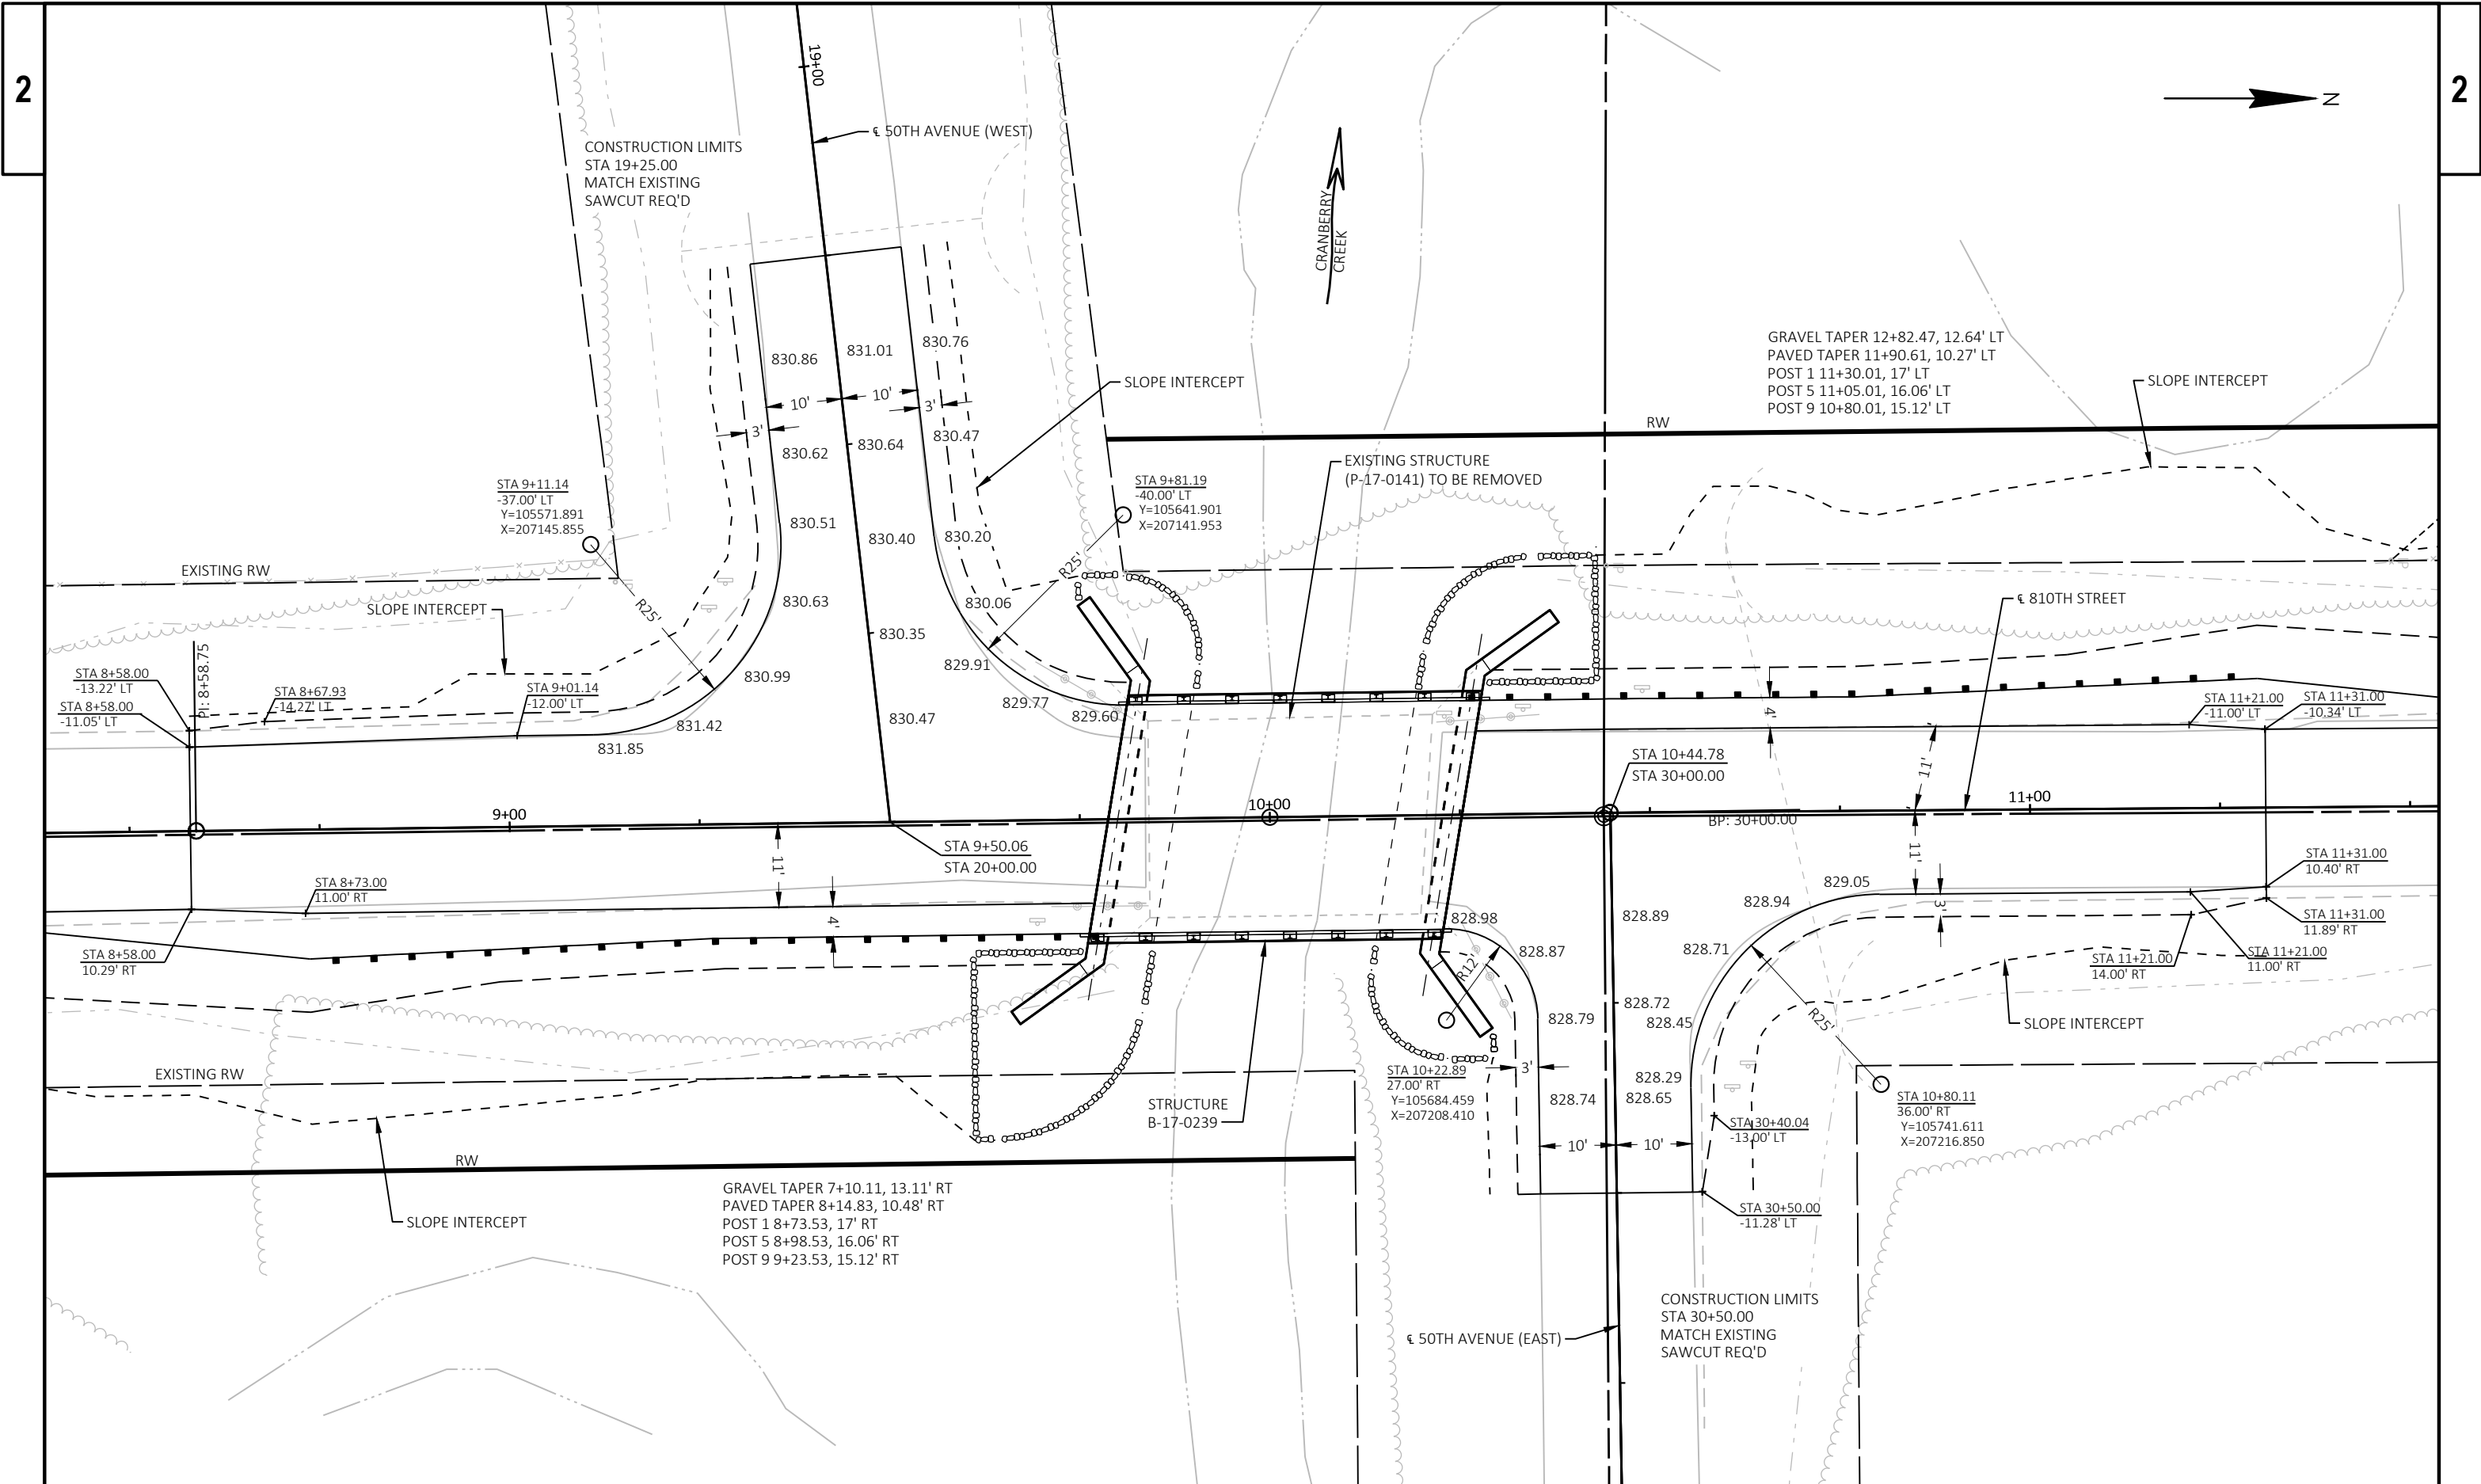 2
2
N
19+00
℄ 50TH AVENUE (WEST)
CONSTRUCTION LIMITS
STA 19+25.00
MATCH EXISTING
SAWCUT REQ'D
CRANBERRY
CREEK
GRAVEL TAPER 12+82.47, 12.64' LT
PAVED TAPER 11+90.61, 10.27' LT
POST 1 11+30.01, 17' LT
POST 5 11+05.01, 16.06' LT
POST 9 10+80.01, 15.12' LT
830.86
831.01
830.76
SLOPE INTERCEPT
SLOPE INTERCEPT
10'
10'
3'
3'
RW
830.62
830.64
830.47
EXISTING STRUCTURE
(P-17-0141) TO BE REMOVED
STA 9+11.14
-37.00' LT
Y=105571.891
X=207145.855
STA 9+81.19
-40.00' LT
Y=105641.901
X=207141.953
830.51
830.40
830.20
EXISTING RW
R25'
R25'
SLOPE INTERCEPT
830.63
830.06
℄ 810TH STREET
830.35
829.91
830.99
PI: 8+58.75
STA 8+58.00
-13.22' LT
STA 8+58.00
-11.05' LT
STA 8+67.93
-14.27' LT
STA 9+01.14
-12.00' LT
831.42
831.85
830.47
829.77
829.60
4'
STA 11+21.00
-11.00' LT
STA 11+31.00
-10.34' LT
11'
STA 10+44.78
STA 30+00.00
9+00
10+00
11+00
BP: 30+00.00
STA 9+50.06
STA 20+00.00
11'
11'
STA 8+73.00
11.00' RT
4'
3'
829.05
STA 11+31.00
10.40' RT
828.94
828.98
828.89
STA 11+31.00
11.89' RT
STA 8+58.00
10.29' RT
828.87
828.71
STA 11+21.00
14.00' RT
STA 11+21.00
11.00' RT
R12'
828.72
828.79
828.45
R25'
SLOPE INTERCEPT
EXISTING RW
STA 10+22.89
27.00' RT
Y=105684.459
X=207208.410
3'
828.29
828.74
828.65
STA 10+80.11
36.00' RT
Y=105741.611
X=207216.850
STRUCTURE
B-17-0239
STA 30+40.04
-13.00' LT
10'
10'
RW
GRAVEL TAPER 7+10.11, 13.11' RT
PAVED TAPER 8+14.83, 10.48' RT
POST 1 8+73.53, 17' RT
POST 5 8+98.53, 16.06' RT
POST 9 9+23.53, 15.12' RT
SLOPE INTERCEPT
STA 30+50.00
-11.28' LT
℄ 50TH AVENUE (EAST)
CONSTRUCTION LIMITS
STA 30+50.00
MATCH EXISTING
SAWCUT REQ'D